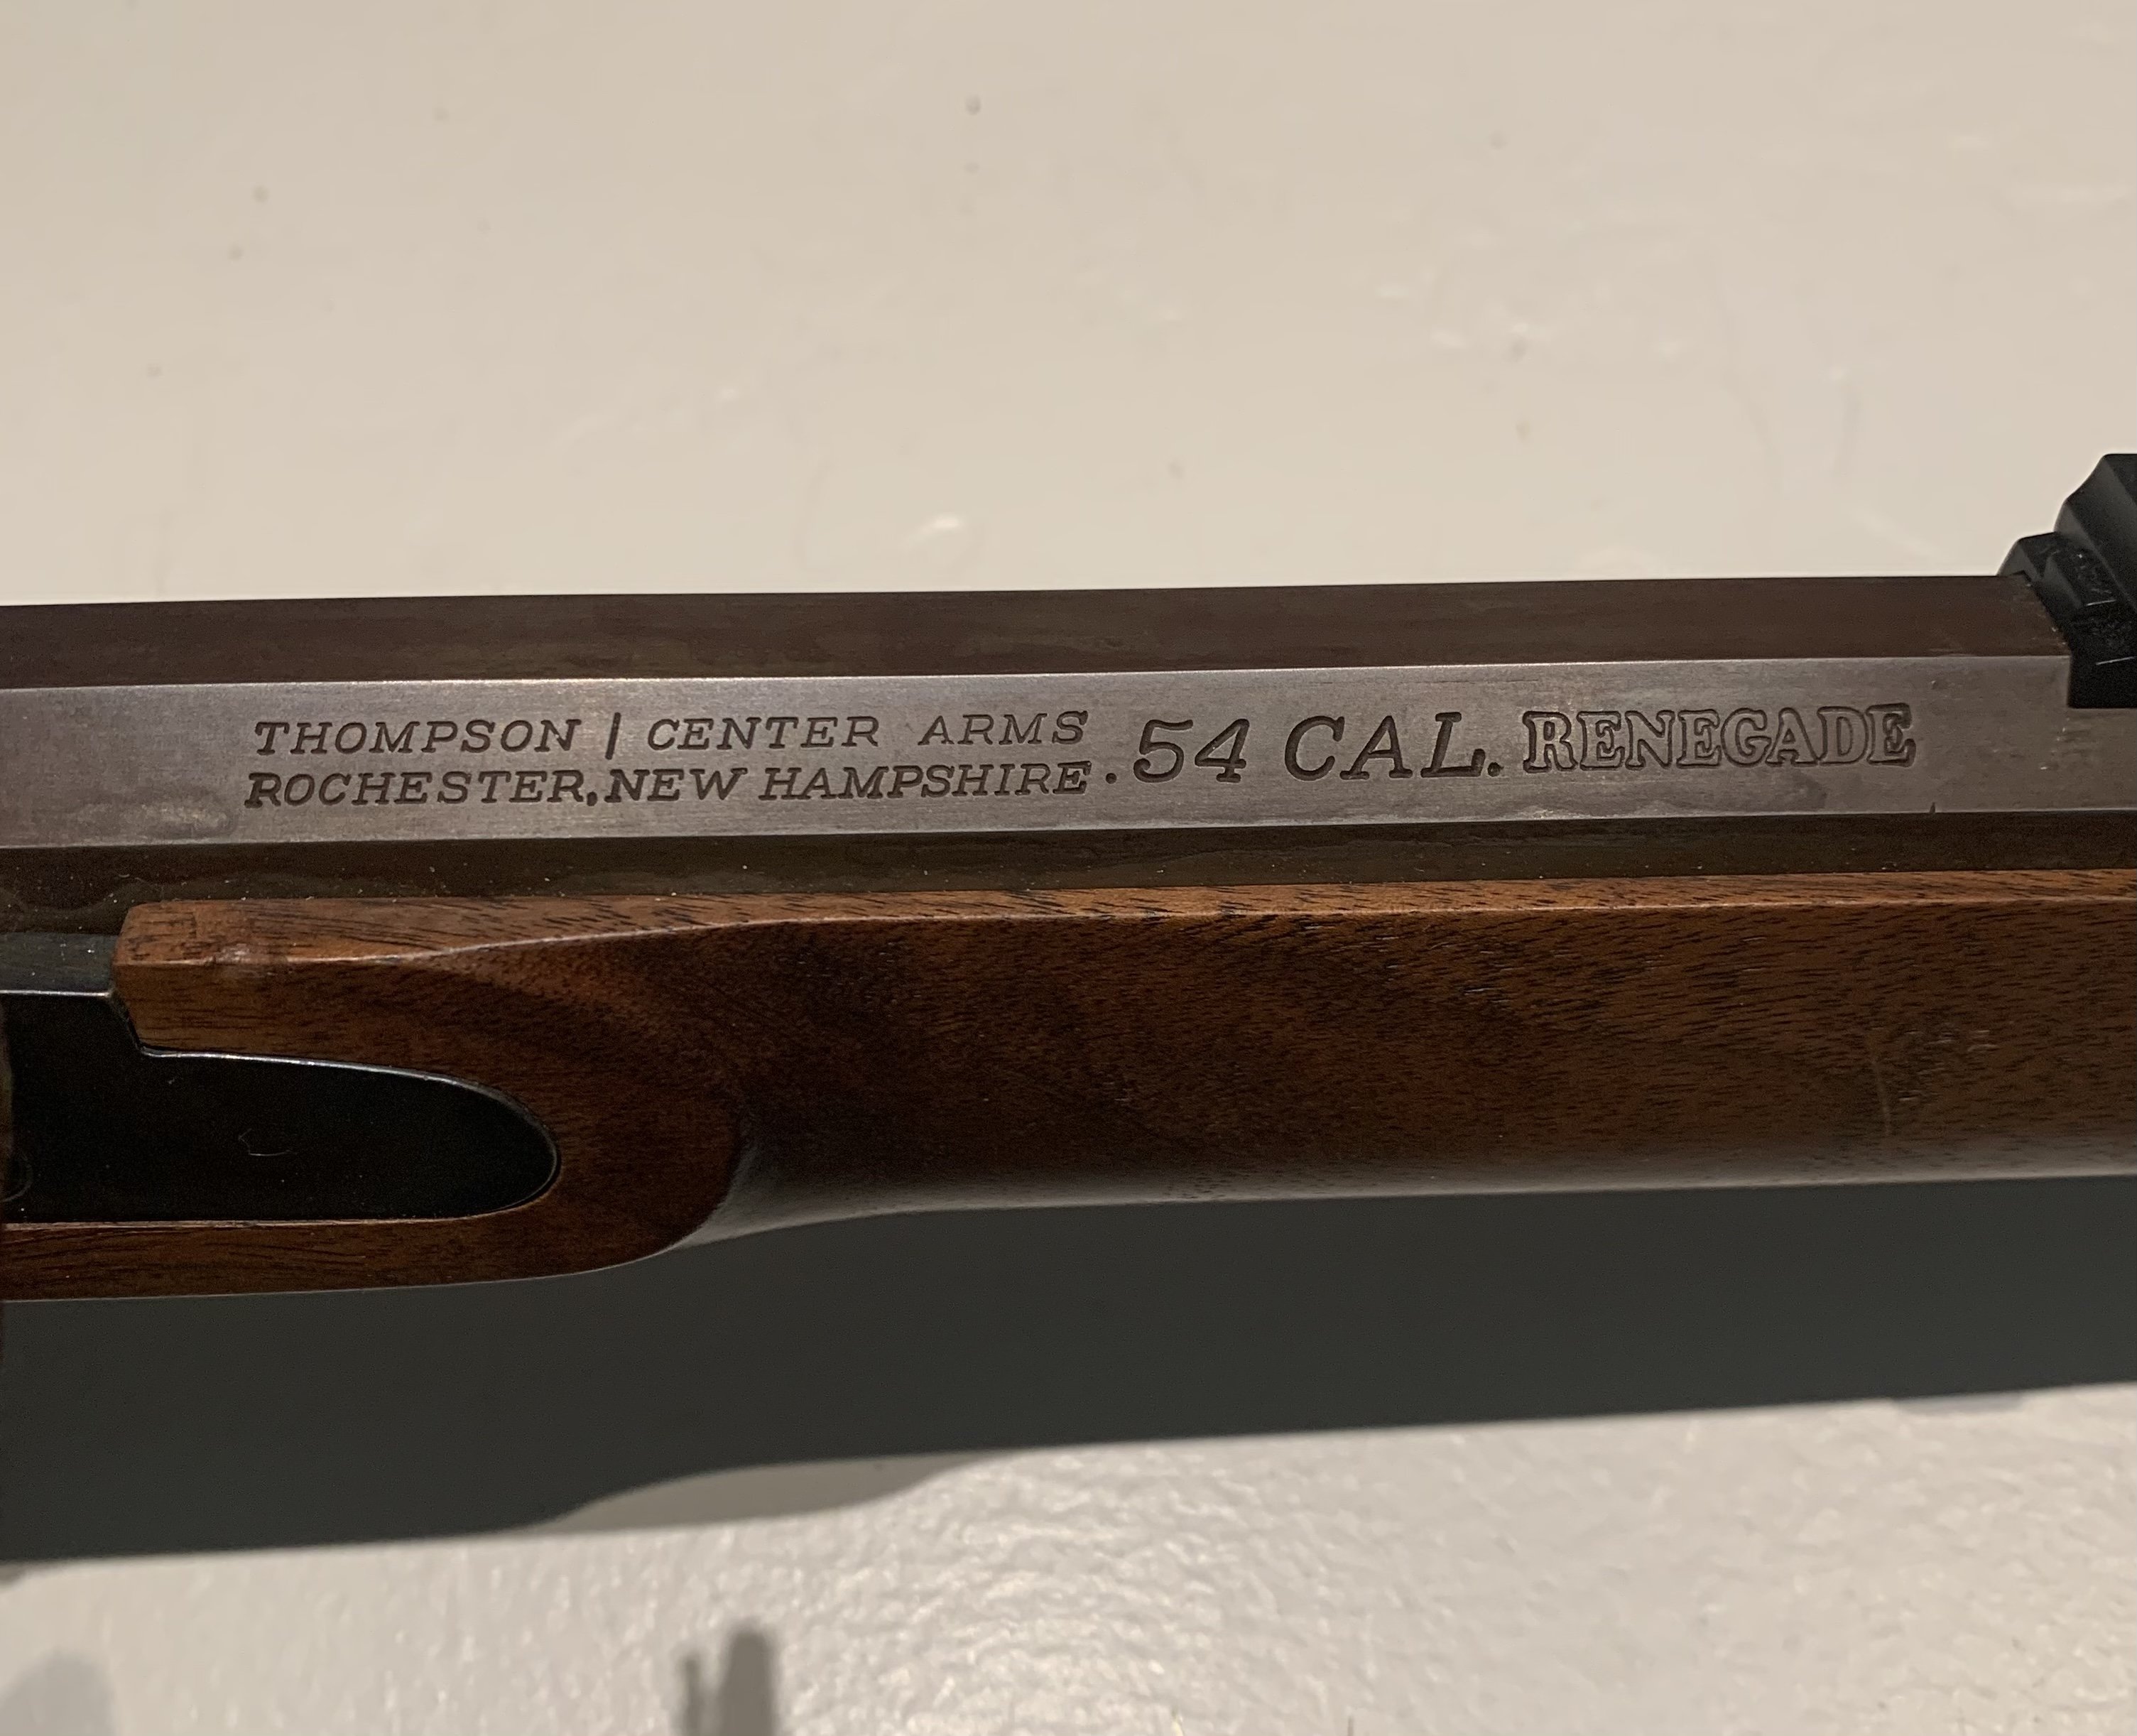 THOMPSON | CENTER ARMS
ROCHESTER, NEW HAMPSHIRE
.54 CAL. RENEGADE